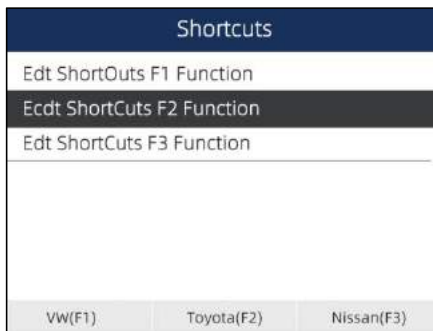 Shortcuts
Edt ShortOuts F1 Function
Ecdt ShortCuts F2 Function
Edt ShortCuts F3 Function
VW(F1) Toyota(F2) Nissan(F3)